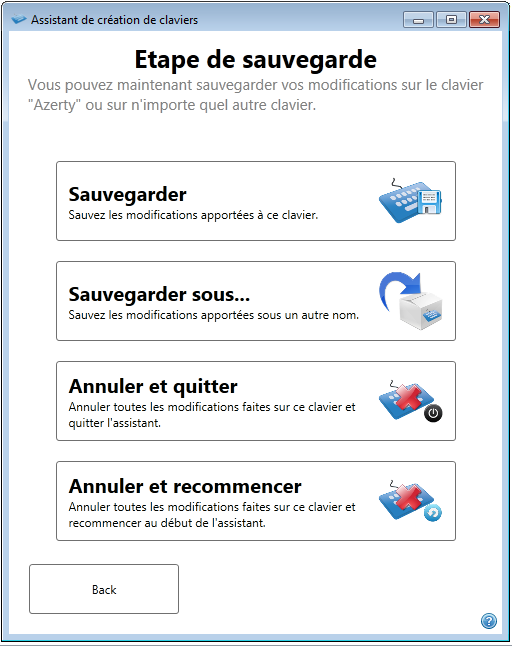 Assistant de création de claviers
Etape de sauvegarde
Vous pouvez maintenant sauvegarder vos modifications sur le clavier
"Azerty" ou sur n'importe quel autre clavier.
Sauvegarder
Sauvez les modifications apportées à ce clavier.
Sauvegarder sous...
Sauvez les modifications apportées sous un autre nom.
Annuler et quitter
Annuler toutes les modifications faites sur ce clavier et
quitter l'assistant.
Annuler et recommencer
Annuler toutes les modifications faites sur ce clavier et
recommencer au début de l'assistant.
Back
?